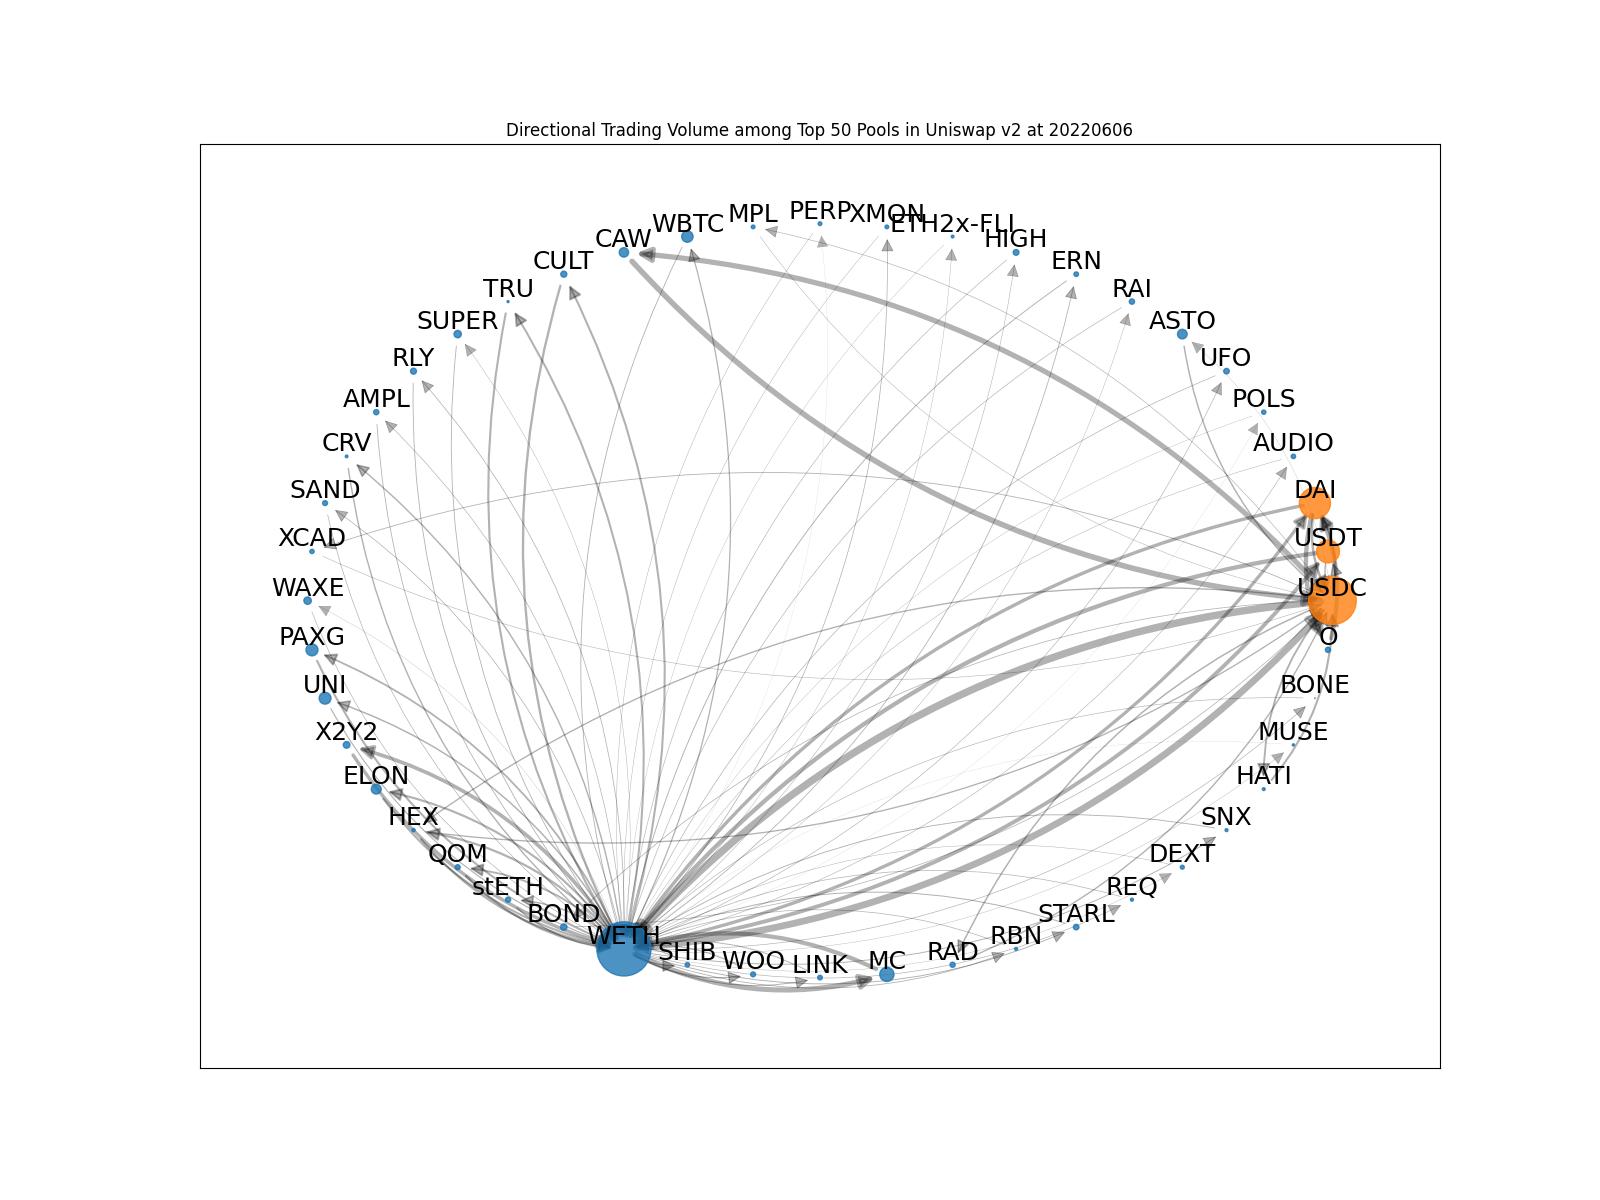 Directional Trading Volume among Top 50 Pools in Uniswap v2 at 20220606
MPL
PERP
XMON
WBTC
ETH2x-FLI
CAW
HIGH
CULT
ERN
TRU
RAI
SUPER
ASTO
RLY
UFO
AMPL
POLS
CRV
AUDIO
SAND
DAI
XCAD
USDT
WAXE
USDC
PAXG
O
UNI
BONE
X2Y2
MUSE
ELON
HATI
HEX
SNX
QOM
DEXT
stETH
REQ
BOND
STARL
WETH
RBN
SHIB
RAD
WOO
MC
LINK